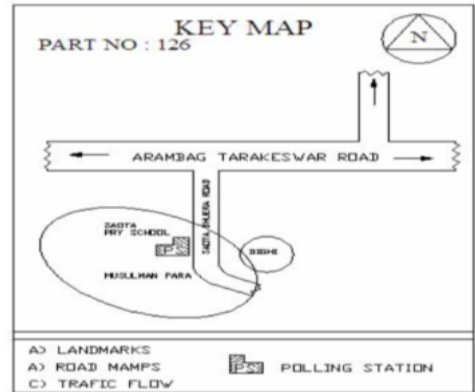 KEY MAP
PART NO : 126
N
ARAMBAG TARAKESWAR ROAD
SAOTA
PRY SCHOOL
P
MUSULMAN PARA
DIGHI
A> LANDMARKS
A> ROAD MAMPS
C> TRAFIC FLOW
PS
POLLING STATION